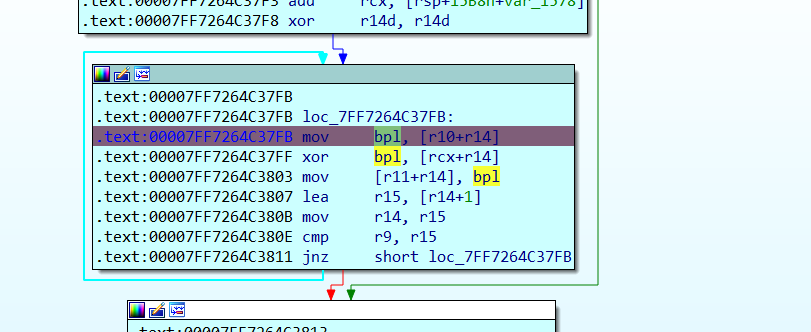 .text:00007FF7264C37F3 add rcx, [rsp+15B8h+var_1578]
.text:00007FF7264C37F8 xor r14d, r14d
.text:00007FF7264C37FB
.text:00007FF7264C37FB loc_7FF7264C37FB:
.text:00007FF7264C37FB mov bpl, [r10+r14]
.text:00007FF7264C37FF xor bpl, [rcx+r14]
.text:00007FF7264C3803 mov [r11+r14], bpl
.text:00007FF7264C3807 lea r15, [r14+1]
.text:00007FF7264C380B mov r14, r15
.text:00007FF7264C380E cmp r9, r15
.text:00007FF7264C3811 jnz short loc_7FF7264C37FB
.text:00007FF7264C3813